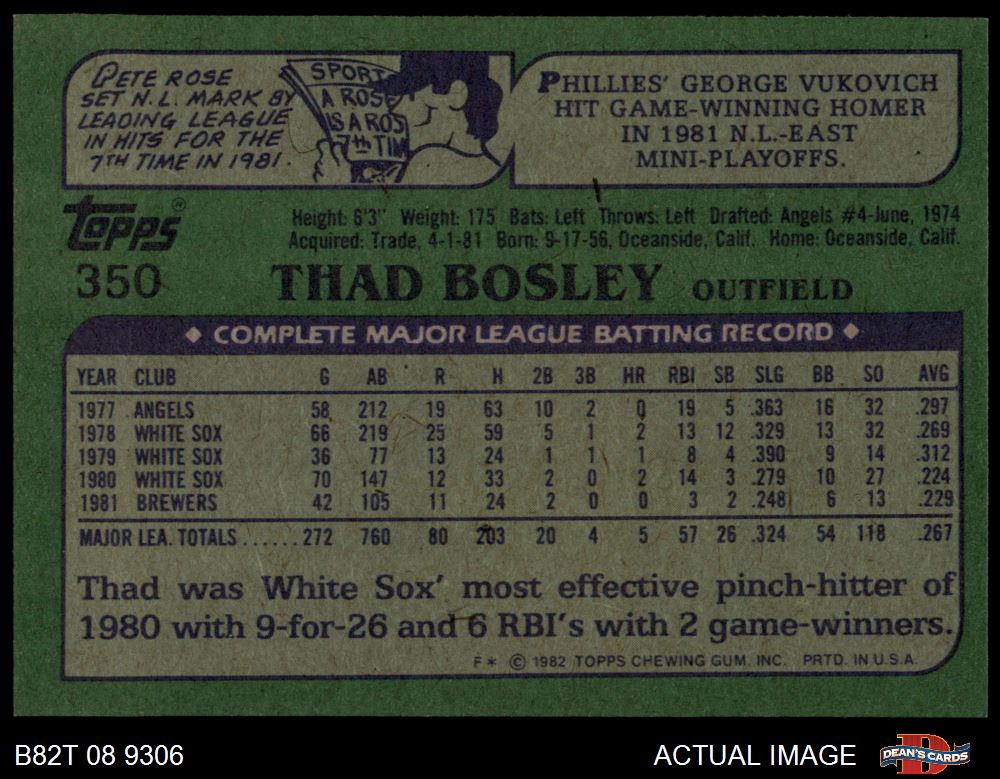 PETE ROSE
SET N.L. MARK BY
LEADING LEAGUE
IN HITS FOR THE
7TH TIME IN 1981.
SPORT
A ROSE
IS A ROS
7th TIM
PHILLIES' GEORGE VUKOVICH
HIT GAME-WINNING HOMER
IN 1981 N.L.-EAST
MINI-PLAYOFFS.
TOPPS
Height: 6'3" Weight: 175 Bats: Left Throws: Left Drafted: Angels #4-June, 1974
Acquired: Trade, 4-1-81 Born: 9-17-56, Oceanside, Calif. Home: Oceanside, Calif.
350 THAD BOSLEY OUTFIELD
◆ COMPLETE MAJOR LEAGUE BATTING RECORD ◆
YEAR CLUB G AB R H 2B 3B HR RBI SB SLG BB SO AVG
1977 ANGELS 58 212 19 63 10 2 0 19 5 .363 16 32 .297
1978 WHITE SOX 66 219 25 59 5 1 2 13 12 .329 13 32 .269
1979 WHITE SOX 36 77 13 24 1 1 1 8 4 .390 9 14 .312
1980 WHITE SOX 70 147 12 33 2 0 2 14 3 .279 10 27 .224
1981 BREWERS 42 105 11 24 2 0 0 3 2 .248 6 13 .229
MAJOR LEA. TOTALS ...... 272 760 80 203 20 4 5 57 26 .324 54 118 .267
Thad was White Sox' most effective pinch-hitter of
1980 with 9-for-26 and 6 RBI's with 2 game-winners.
F* © 1982 TOPPS CHEWING GUM, INC. PRTD. IN U.S.A.
B82T 08 9306
ACTUAL IMAGE
DEAN'S CARDS